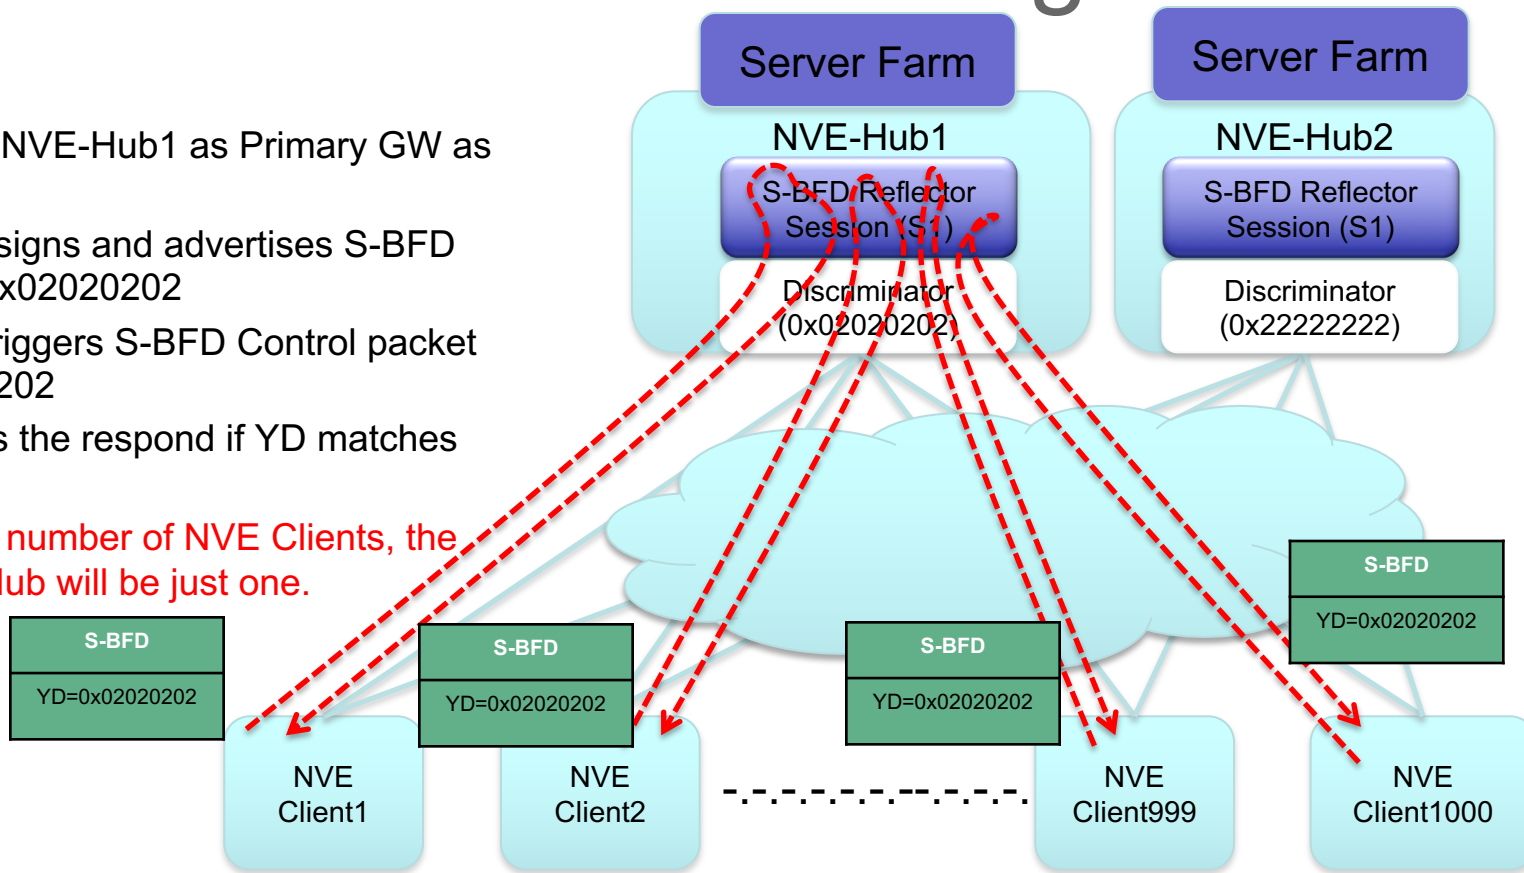 Server Farm
Server Farm
NVE-Hub1 as Primary GW as
signs and advertises S-BFD
x02020202
riggers S-BFD Control packet
202
s the respond if YD matches
number of NVE Clients, the
lub will be just one.
NVE-Hub1
S-BFD Reflector
Session (S1)
Discriminator
(0x02020202)
NVE-Hub2
S-BFD Reflector
Session (S1)
Discriminator
(0x22222222)
S-BFD
YD=0x02020202
S-BFD
YD=0x02020202
S-BFD
YD=0x02020202
S-BFD
YD=0x02020202
NVE
Client1
NVE
Client2
-.-.-.-.-.-.--.-.-.-.
NVE
Client999
NVE
Client1000